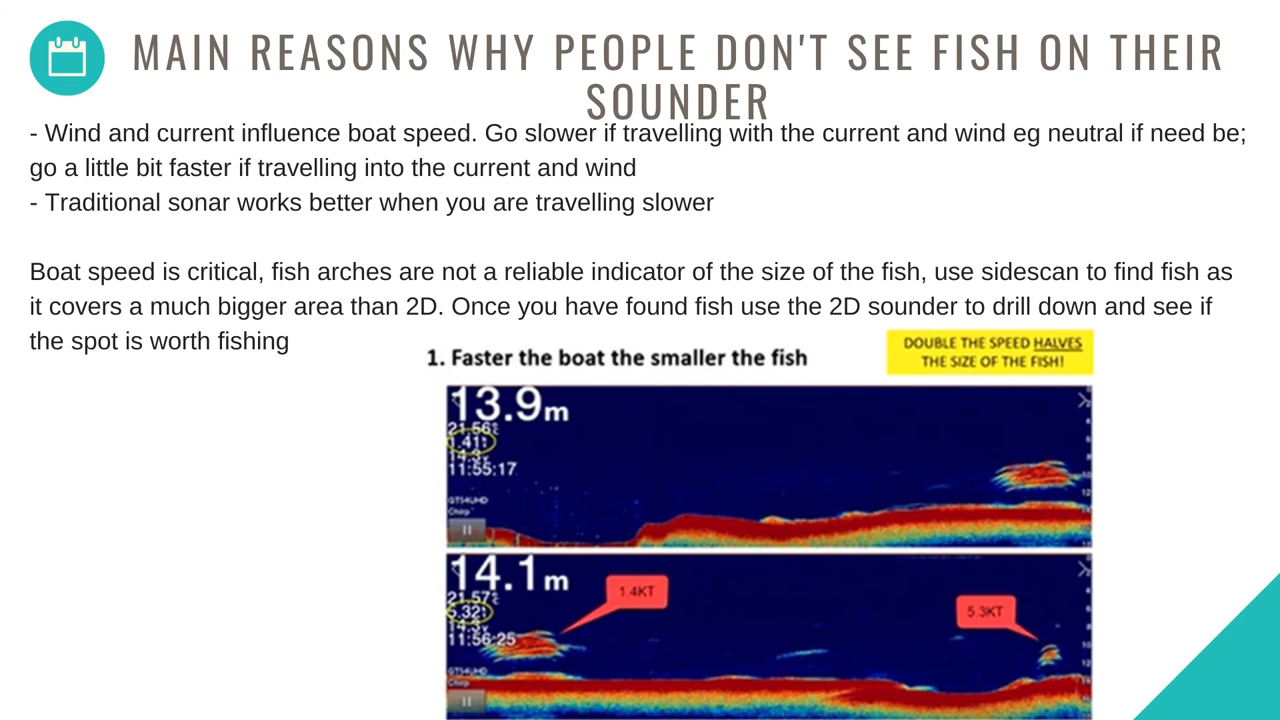 MAIN REASONS WHY PEOPLE DON'T SEE FISH ON THEIR
SOUNDER
- Wind and current influence boat speed. Go slower if travelling with the current and wind eg neutral if need be;
go a little bit faster if travelling into the current and wind
- Traditional sonar works better when you are travelling slower
Boat speed is critical, fish arches are not a reliable indicator of the size of the fish, use sidescan to find fish as
it covers a much bigger area than 2D. Once you have found fish use the 2D sounder to drill down and see if
the spot is worth fishing
1. Faster the boat the smaller the fish
DOUBLE THE SPEED HALVES
THE SIZE OF THE FISH!
13.9m
21.56
1.41
11:55:17
Chirp
14.1m
1.4KT
5.3KT
21.57
5.32
11:56:25
Chirp